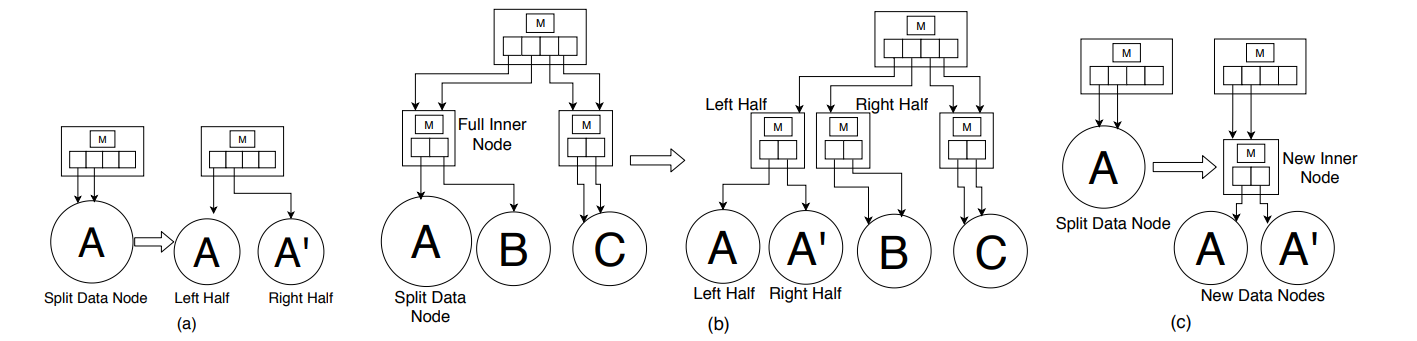 M
M
A
A
A'
Split Data Node
Left Half
Right Half
(a)
M
M
Full Inner
Node
M
A
B
C
Split Data
Node
M
Left Half
Right Half
M
M
M
A
A'
B
C
Left Half
Right Half
(b)
M
M
A
M
New Inner
Node
Split Data Node
A
A'
New Data Nodes
(c)